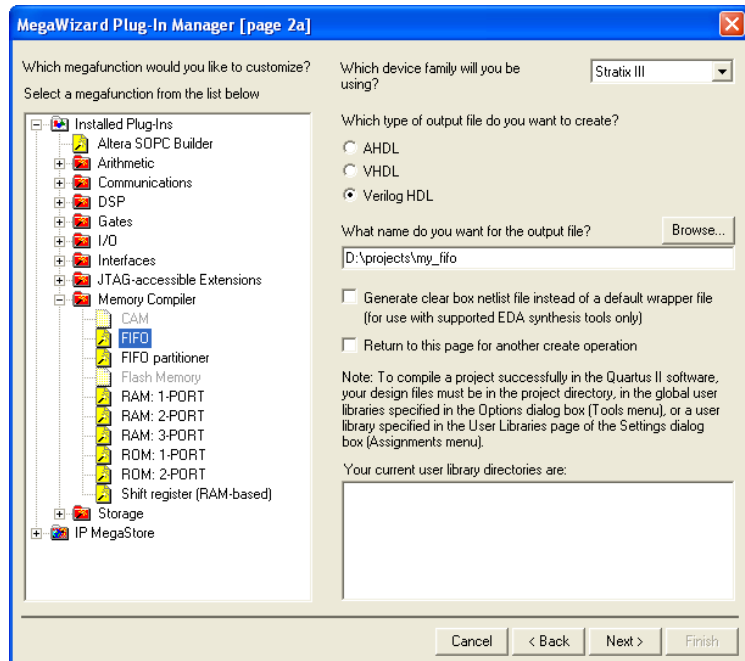 MegaWizard Plug-In Manager [page 2a]
Which megafunction would you like to customize?
Select a megafunction from the list below
Installed Plug-Ins
Altera SOPC Builder
Arithmetic
Communications
DSP
Gates
I/O
Interfaces
JTAG-accessible Extensions
Memory Compiler
CAM
FIFO
FIFO partitioner
Flash Memory
RAM: 1-PORT
RAM: 2-PORT
RAM: 3-PORT
ROM: 1-PORT
ROM: 2-PORT
Shift register (RAM-based)
Storage
IP MegaStore
Which device family will you be
using?
Stratix III
Which type of output file do you want to create?
AHDL
VHDL
Verilog HDL
What name do you want for the output file?
Browse...
D:\projects\my_fifo
Generate clear box netlist file instead of a default wrapper file
(for use with supported EDA synthesis tools only)
Return to this page for another create operation
Note: To compile a project successfully in the Quartus II software,
your design files must be in the project directory, in the global user
libraries specified in the Options dialog box (Tools menu), or a user
library specified in the User Libraries page of the Settings dialog
box (Assignments menu).
Your current user library directories are:
Cancel
< Back
Next >
Finish